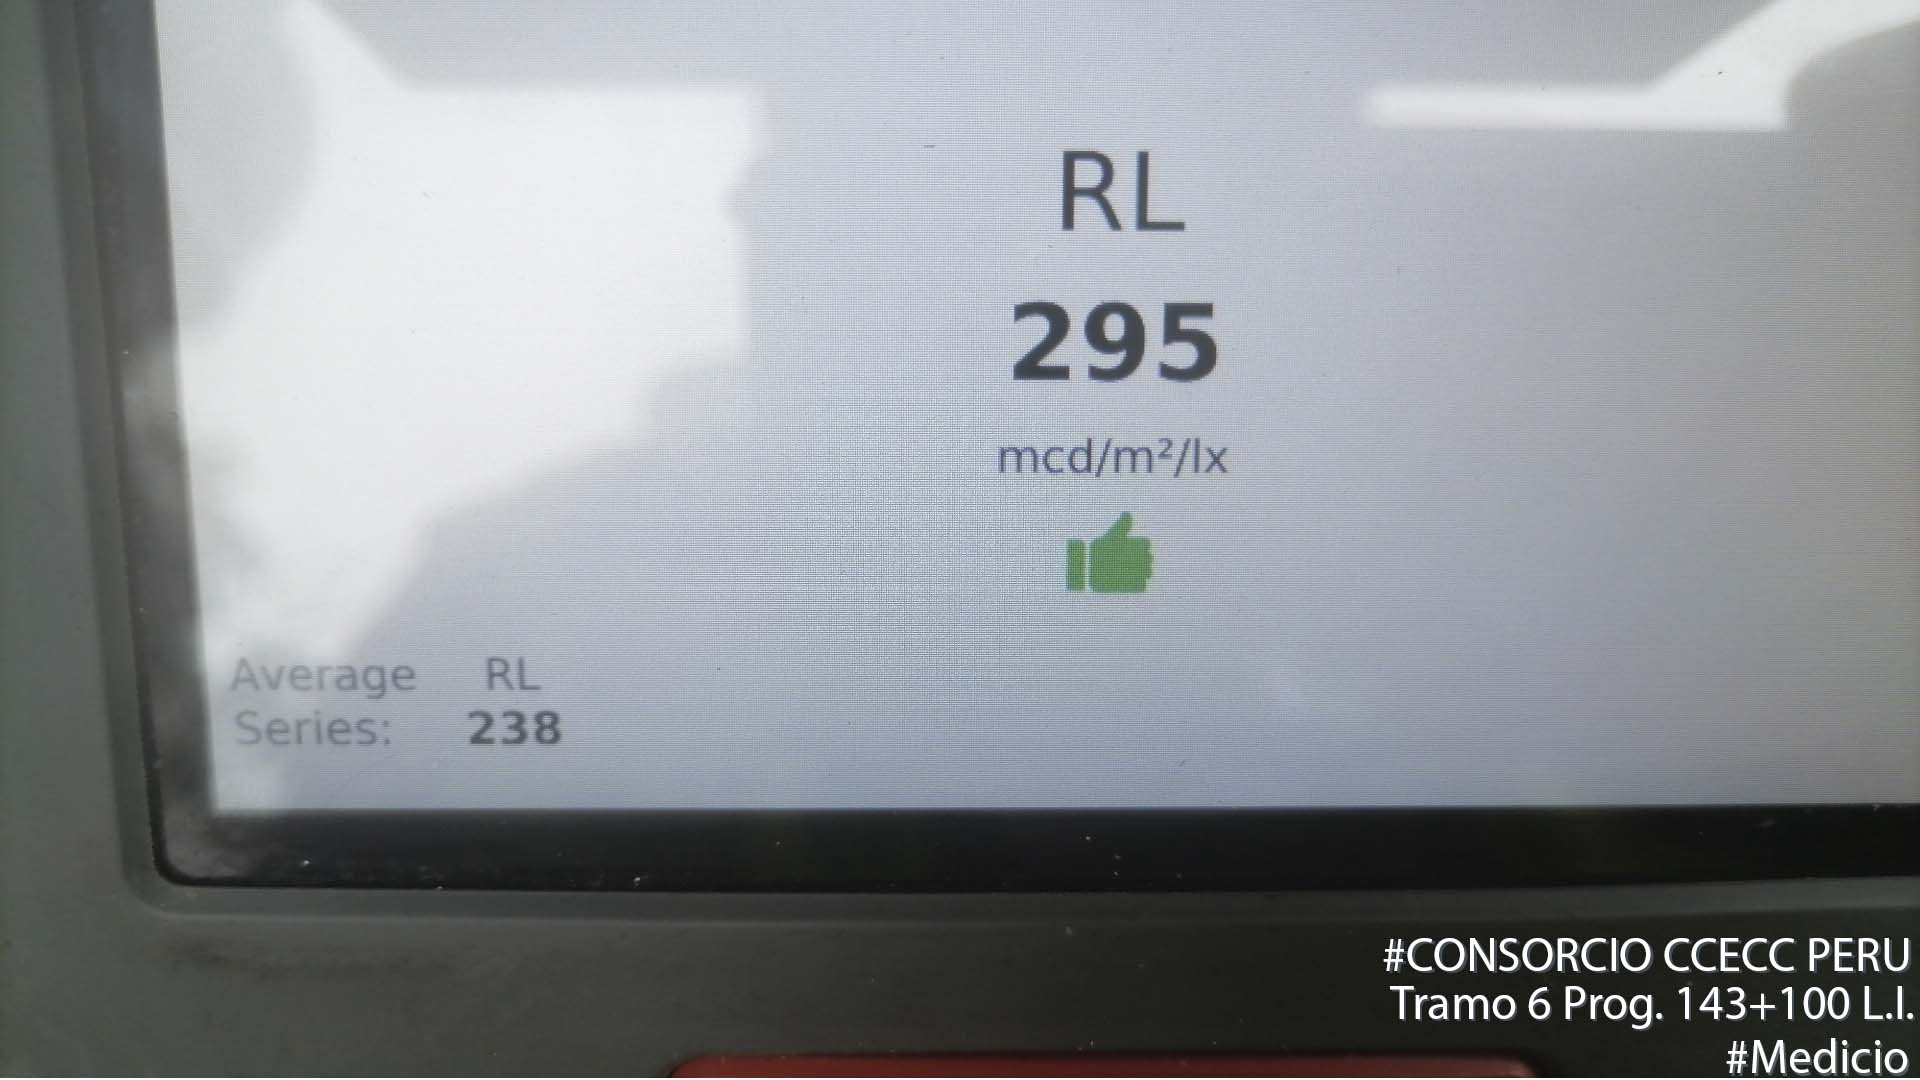 RL
295
mcd/m²/lx
Average RL
Series: 238
#CONSORCIO CCECC PERU
Tramo 6 Prog. 143+100 L.I.
#Medicio